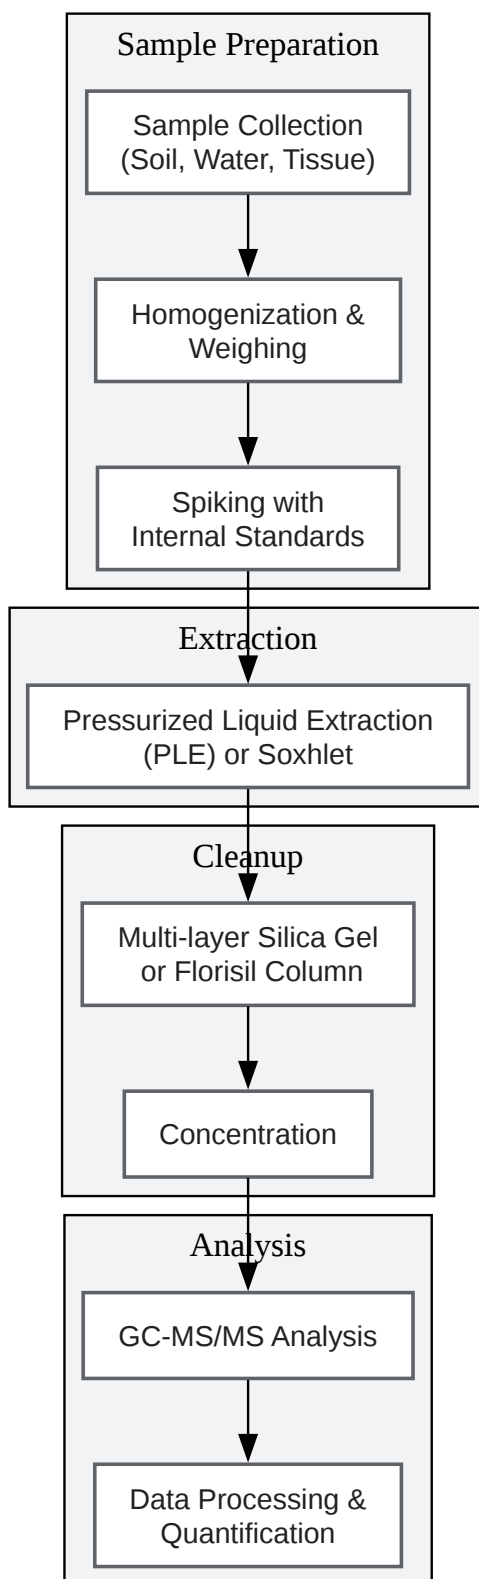 Sample Preparation
Sample Collection
(Soil, Water, Tissue)
Homogenization &
Weighing
Spiking with
Internal Standards
Extraction
Pressurized Liquid Extraction
(PLE) or Soxhlet
Cleanup
Multi-layer Silica Gel
or Florisil Column
Concentration
Analysis
GC-MS/MS Analysis
Data Processing &
Quantification